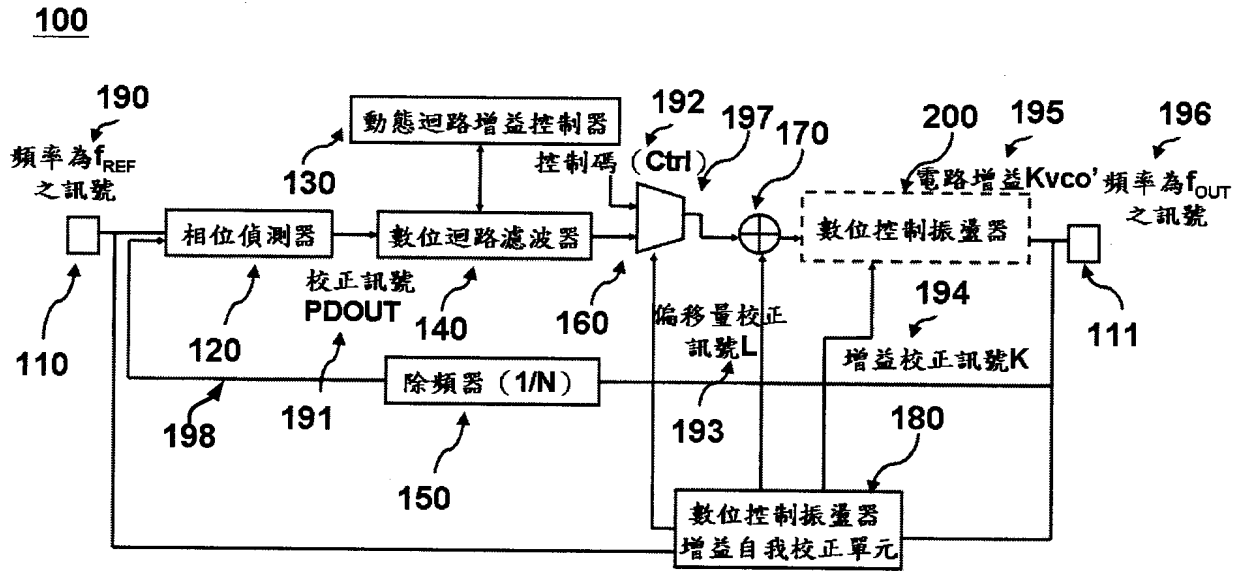 100
190
頻率為fREF
之訊號
動態迴路增益控制器
130
192
控制碼（Ctrl）
197
170
200
195
電路增益Kvco'
196
頻率為fOUT
之訊號
相位偵測器
數位迴路濾波器
數位控制振盪器
110
120
校正訊號
PDOUT
191
140
160
偏移量校正
訊號L
193
194
增益校正訊號K
111
198
除頻器（1/N）
150
180
數位控制振盪器
增益自我校正單元